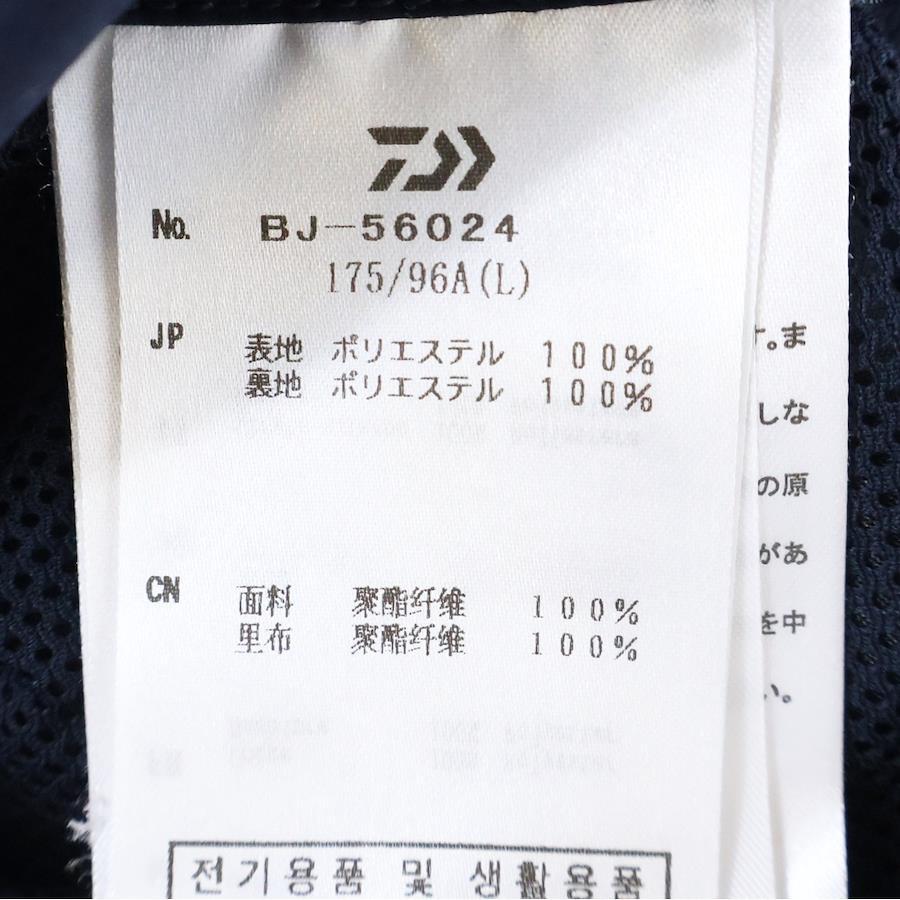 No. BJ-56024
175/96A(L)
JP
表地 ポリエステル 100%
裏地 ポリエステル 100%
CN
面料 聚酯纤维 100%
里布 聚酯纤维 100%
전기용품 및 생활용품
す。ま
しな
の原
があ
を中
い。